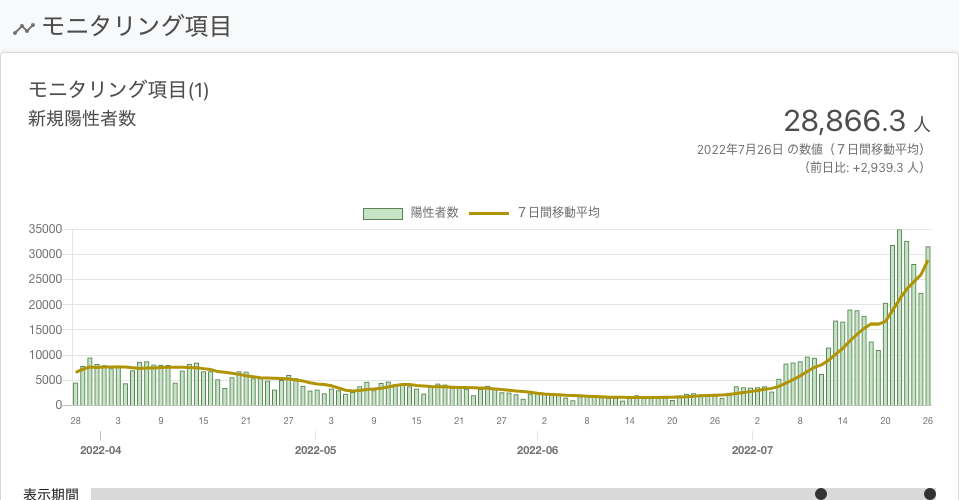 モニタリング項目
モニタリング項目(1)
新規陽性者数
28,866.3 人
2022年7月26日 の数値（７日間移動平均）
（前日比: +2,939.3 人）
陽性者数 ７日間移動平均
35000
30000
25000
20000
15000
10000
5000
0
28 3 9 15 21 27 3 9 15 21 27 2 8 14 20 26 2 8 14 20 26
2022-04 2022-05 2022-06 2022-07
表示期間